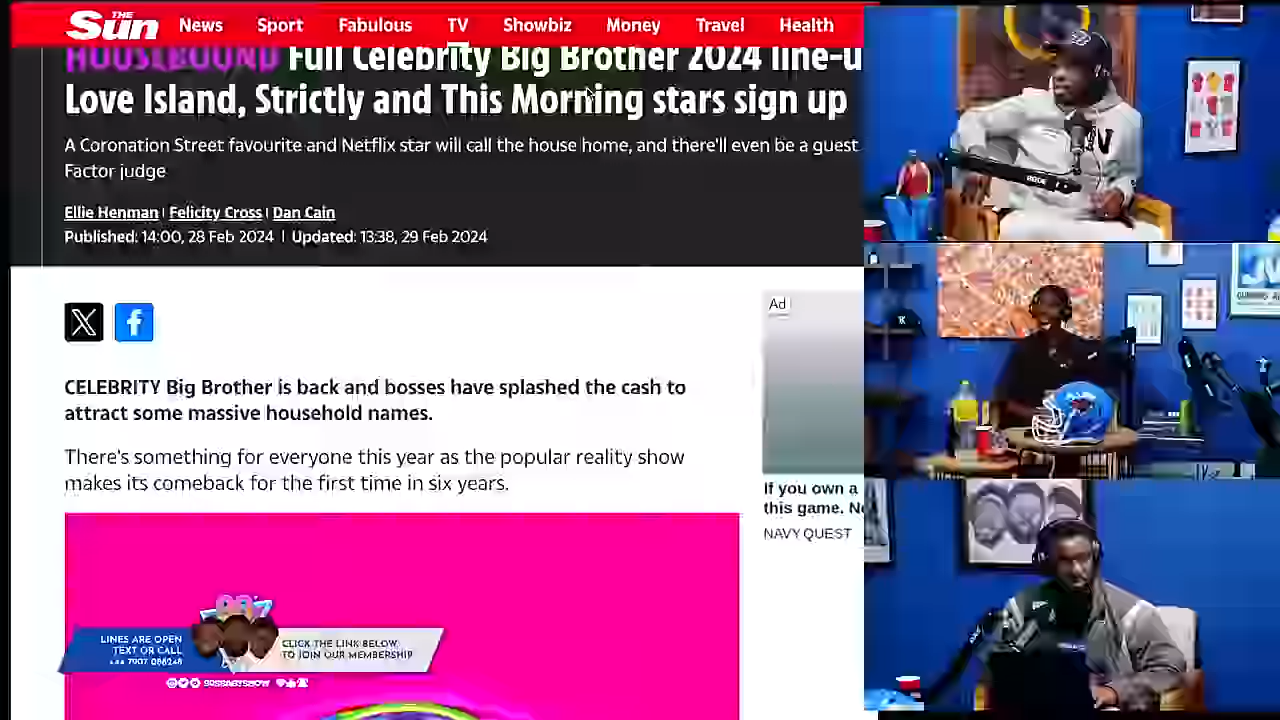 THE Sun
News Sport Fabulous TV Showbiz Money Travel Health
HOUSEBOUND Full Celebrity Big Brother 2024 line-u
Love Island, Strictly and This Morning stars sign up
A Coronation Street favourite and Netflix star will call the house home, and there'll even be a guest
Factor judge
Ellie Henman | Felicity Cross | Dan Cain
Published: 14:00, 28 Feb 2024 | Updated: 13:38, 29 Feb 2024
Ad
CELEBRITY Big Brother is back and bosses have splashed the cash to
attract some massive household names.
There's something for everyone this year as the popular reality show
makes its comeback for the first time in six years.
If you own a
this game. No
NAVY QUEST
LINES ARE OPEN
TEXT OR CALL
CLICK THE LINK BELOW
TO JOIN OUR MEMBERSHIP
90SBABYSHOW
RODE